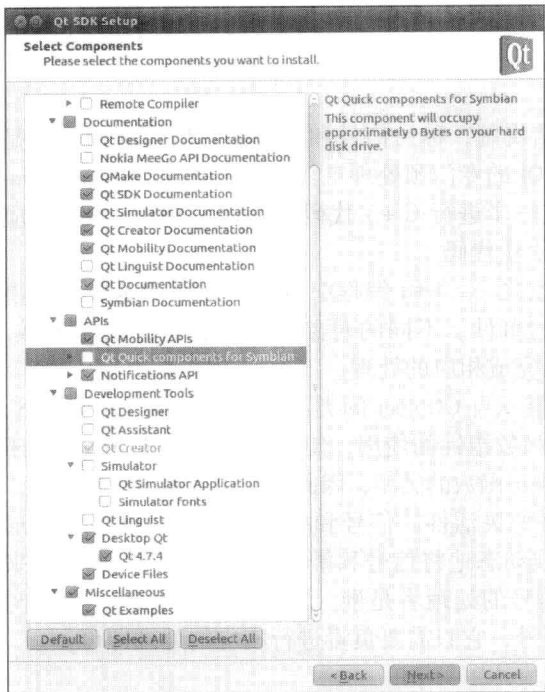 Qt SDK Setup
Select Components
Please select the components you want to install.
Qt
Remote Compiler
Documentation
Qt Designer Documentation
Nokia MeeGo API Documentation
QMake Documentation
Qt SDK Documentation
Qt Simulator Documentation
Qt Creator Documentation
Qt Mobility Documentation
Qt Linguist Documentation
Qt Documentation
Symbian Documentation
APIs
Qt Mobility APIs
Qt Quick components for Symbian
Notifications API
Development Tools
Qt Designer
Qt Assistant
Qt Creator
Simulator
Qt Simulator Application
Simulator fonts
Qt Linguist
Desktop Qt
Qt 4.7.4
Device Files
Miscellaneous
Qt Examples
Qt Quick components for Symbian
This component will occupy
approximately 0 Bytes on your hard
disk drive.
Default Select All Deselect All
< Back Next > Cancel